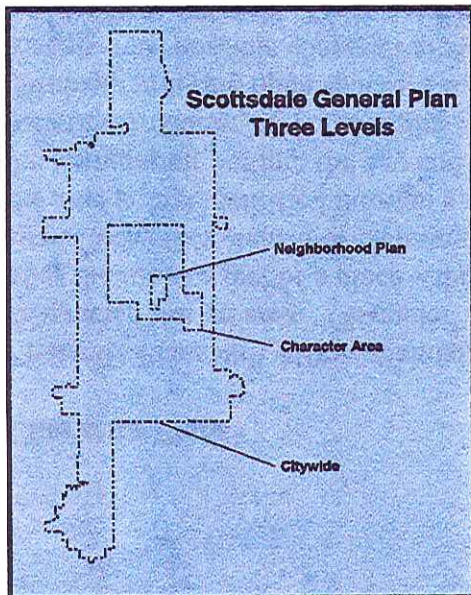 Scottsdale General Plan
Three Levels
Neighborhood Plan
Character Area
Citywide